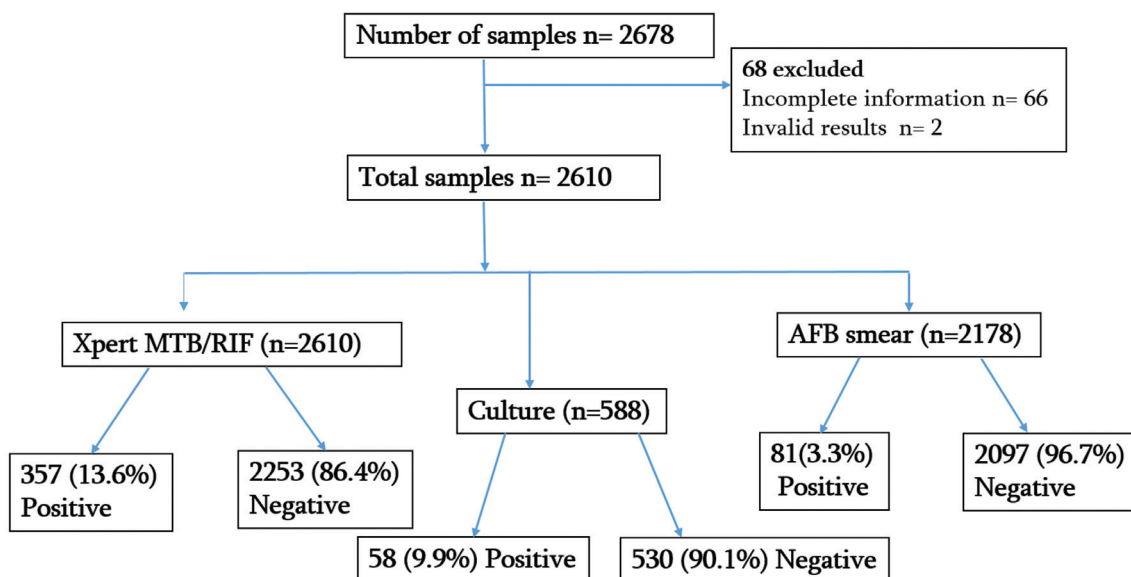 Number of samples n= 2678
68 excluded
Incomplete information n= 66
Invalid results n= 2
Total samples n= 2610
Xpert MTB/RIF (n=2610)
AFB smear (n=2178)
Culture (n=588)
357 (13.6%)
Positive
2253 (86.4%)
Negative
81(3.3%)
Positive
2097 (96.7%)
Negative
58 (9.9%) Positive
530 (90.1%) Negative